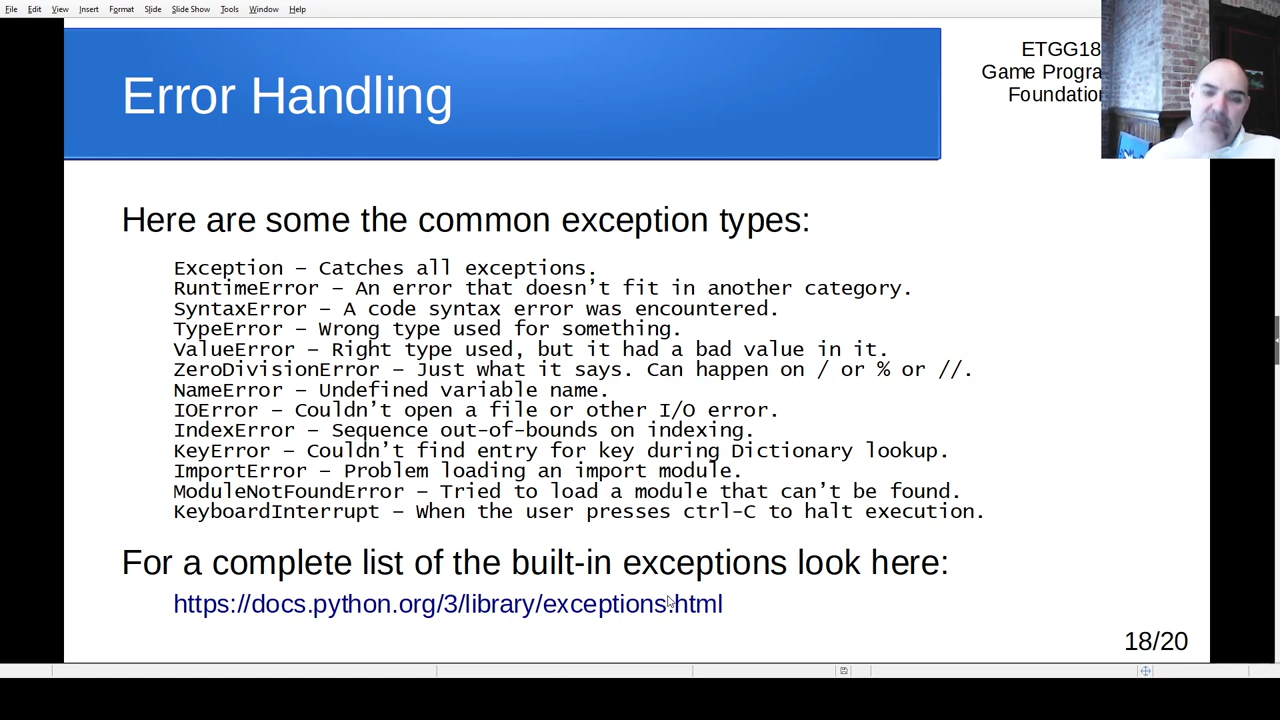 File Edit View Insert Format Slide Slide Show Tools Window Help
Error Handling
ETGG18
Game Progra
Foundation
Here are some the common exception types:
Exception – Catches all exceptions.
RuntimeError – An error that doesn’t fit in another category.
SyntaxError – A code syntax error was encountered.
TypeError – Wrong type used for something.
ValueError – Right type used, but it had a bad value in it.
ZeroDivisionError – Just what it says. Can happen on / or % or //.
NameError – Undefined variable name.
IOError – Couldn’t open a file or other I/O error.
IndexError – Sequence out-of-bounds on indexing.
KeyError – Couldn’t find entry for key during Dictionary lookup.
ImportError – Problem loading an import module.
ModuleNotFoundError – Tried to load a module that can’t be found.
KeyboardInterrupt – When the user presses ctrl-C to halt execution.
For a complete list of the built-in exceptions look here:
https://docs.python.org/3/library/exceptions.html
18/20